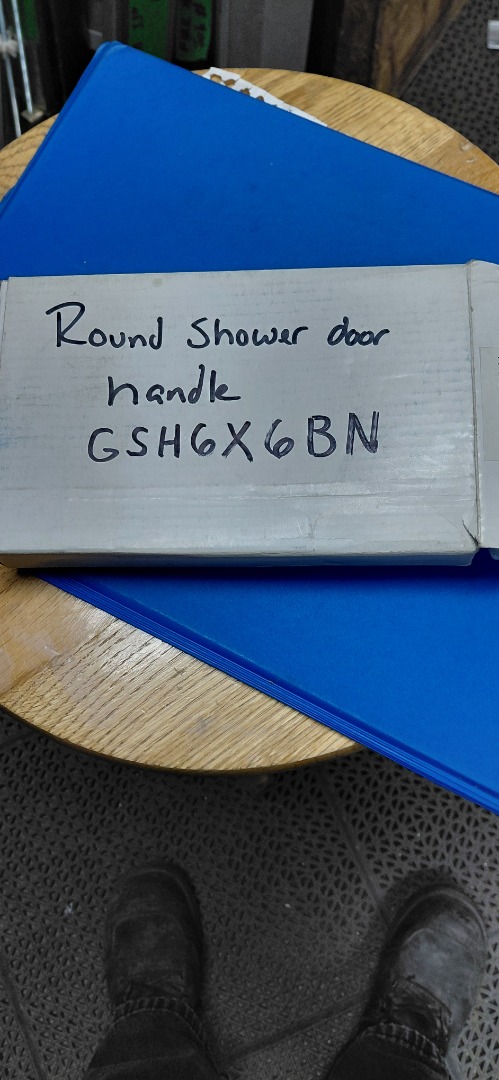 Round Shower door
handle
GSH6X6BN